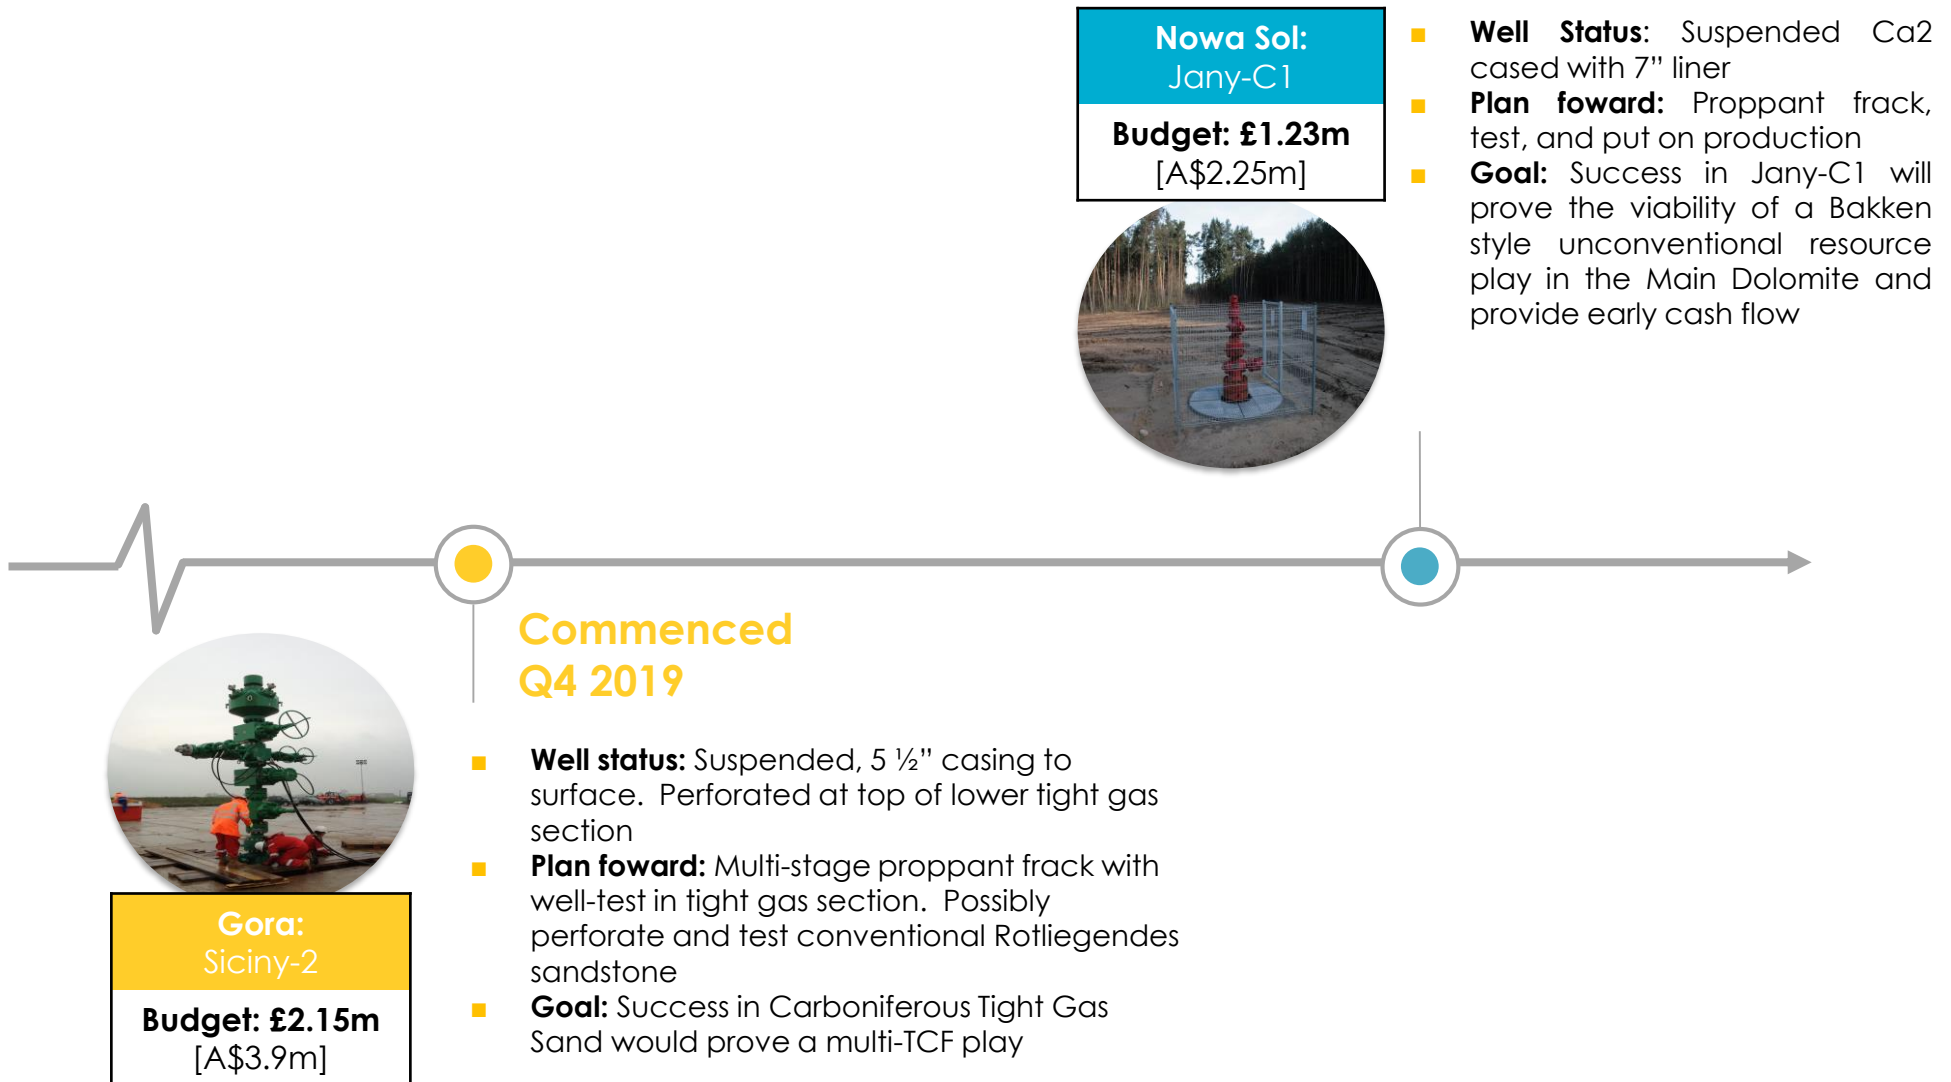 Nowa Sol:
Jany-C1
Budget: £1.23m
[A$2.25m]
■ Well Status: Suspended Ca2
cased with 7” liner
■ Plan foward: Proppant frack,
test, and put on production
■ Goal: Success in Jany-C1 will
prove the viability of a Bakken
style unconventional resource
play in the Main Dolomite and
provide early cash flow
Commenced
Q4 2019
■ Well status: Suspended, 5 ½” casing to
surface. Perforated at top of lower tight gas
section
■ Plan foward: Multi-stage proppant frack with
well-test in tight gas section. Possibly
perforate and test conventional Rotliegendes
sandstone
■ Goal: Success in Carboniferous Tight Gas
Sand would prove a multi-TCF play
Gora:
Siciny-2
Budget: £2.15m
[A$3.9m]